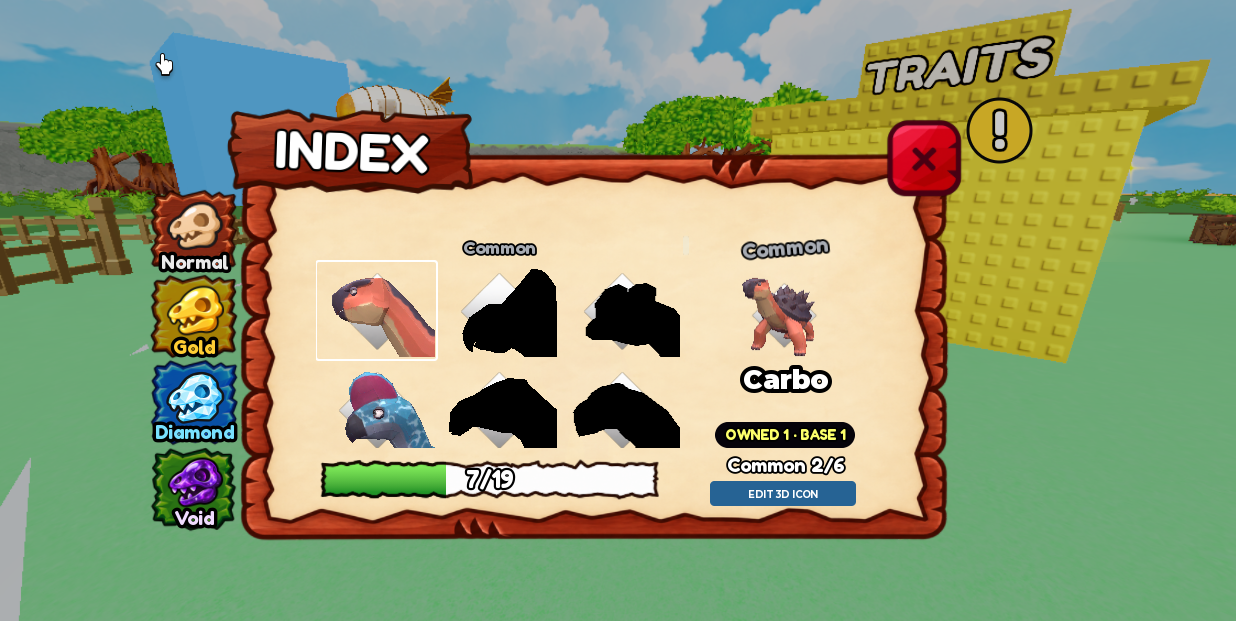 TRAITS
!
INDEX
Normal
Gold
Diamond
Void
Common
7/19
Common
Carbo
OWNED 1 · BASE 1
Common 2/6
EDIT 3D ICON